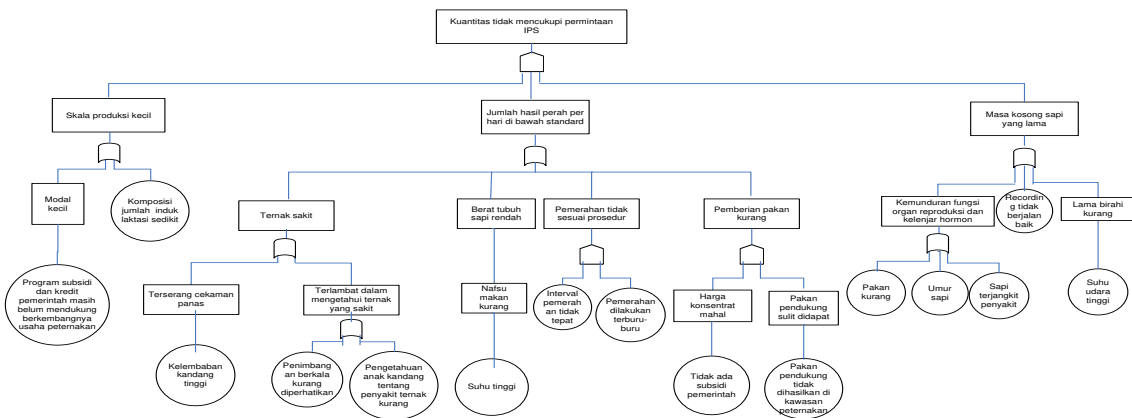 Kuantitas tidak mencukupi permintaan
IPS
Skala produksi kecil
Jumlah hasil perah per
hari di bawah standard
Masa kosong sapi
yang lama
Modal
kecil
Komposisi
jumlah induk
laktasi sedikit
Ternak sakit
Berat tubuh
sapi rendah
Pemerahan tidak
sesuai prosedur
Pemberian pakan
kurang
Kemunduran fungsi
organ reproduksi dan
kelenjar hormon
Recordin
g tidak
berjalan
baik
Lama birahi
kurang
Program subsidi
dan kredit
pemerintah masih
belum mendukung
berkembangnya
usaha peternakan
Terserang cekaman
panas
Terlambat dalam
mengetahui ternak
yang sakit
Nafsu
makan
kurang
Interval
pemerah
an tidak
tepat
Pemerahan
dilakukan
terburu-
buru
Harga
konsentrat
mahal
Pakan
pendukung
sulit didapat
Pakan
kurang
Umur
sapi
Sapi
terjangkit
penyakit
Suhu
udara
tinggi
Kelembaban
kandang
tinggi
Penimbang
an berkala
kurang
diperhatikan
Pengetahuan
anak kandang
tentang
penyakit ternak
kurang
Suhu tinggi
Tidak ada
subsidi
pemerintah
Pakan
pendukung
tidak
dihasilkan di
kawasan
peternakan